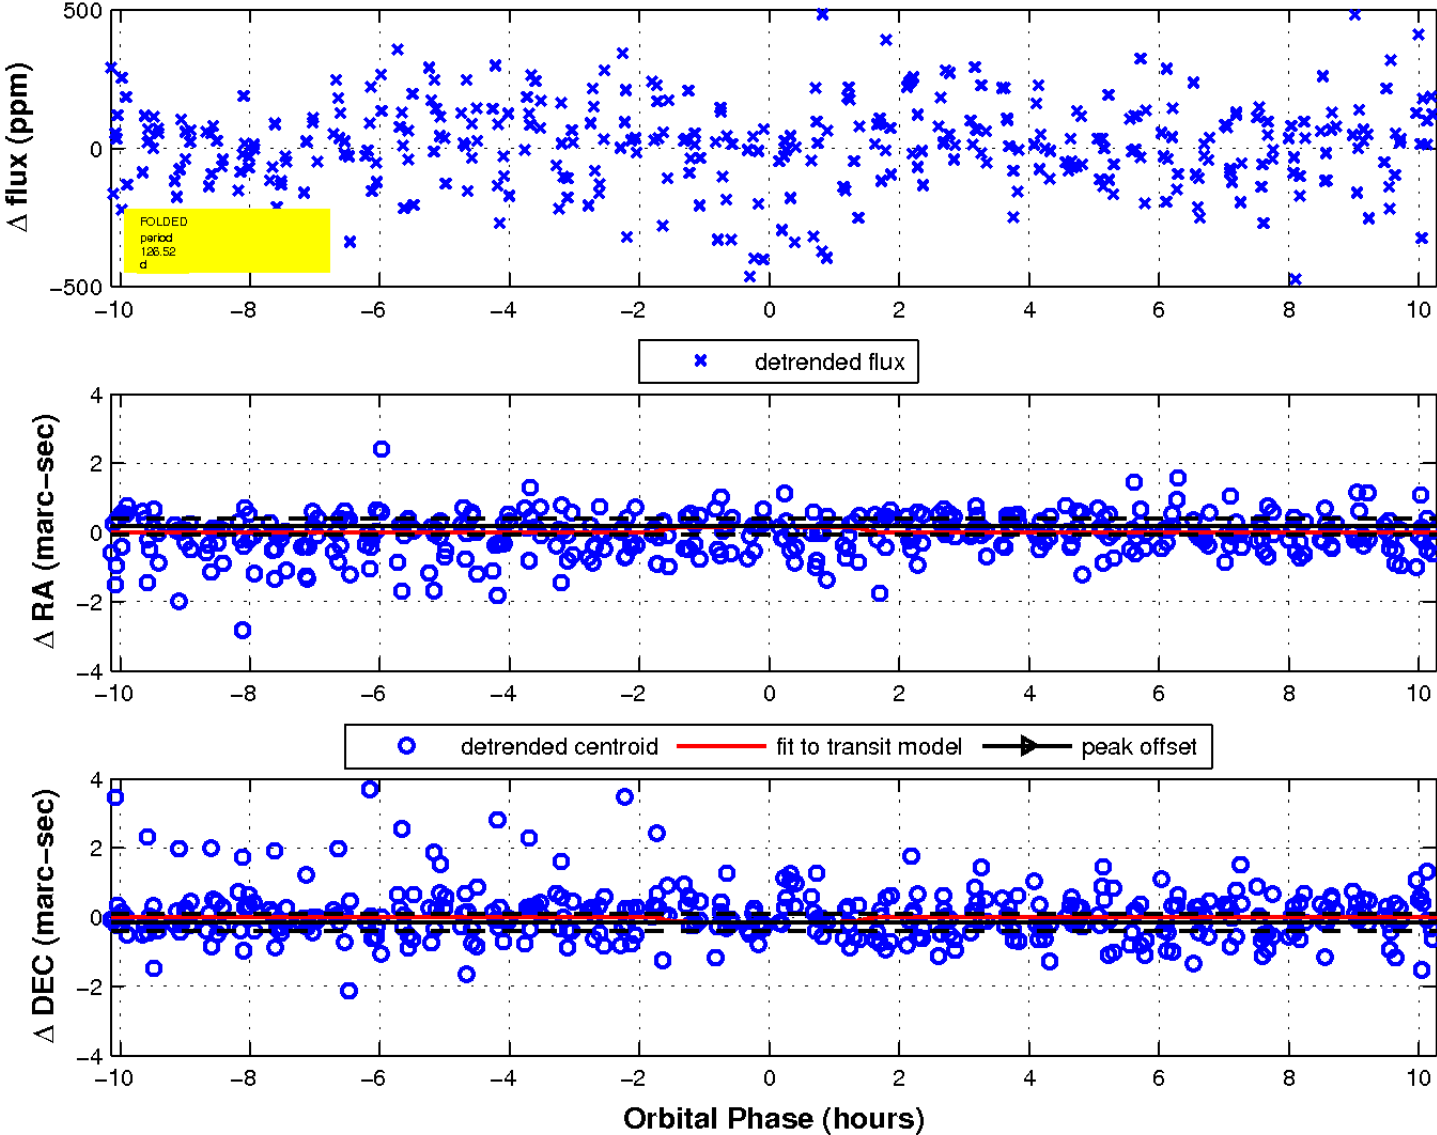 500
0
−500
Δ flux (ppm)
FOLDED
period
126.52
d
−10 −8 −6 −4 −2 0 2 4 6 8 10
detrended flux
4
2
0
−2
−4
Δ RA (marc−sec)
−10 −8 −6 −4 −2 0 2 4 6 8 10
detrended centroid fit to transit model peak offset
4
2
0
−2
−4
Δ DEC (marc−sec)
−10 −8 −6 −4 −2 0 2 4 6 8 10
Orbital Phase (hours)